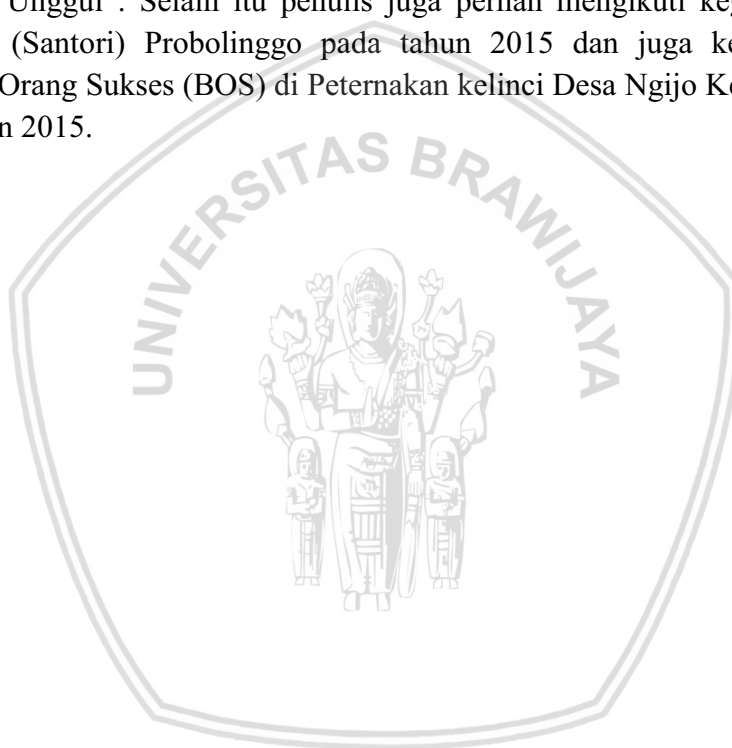 Unggul". Selain itu penulis juga pernah mengikuti
(Santori) Probolinggo pada tahun 2015 dan juga
Orang Sukses (BOS) di Peternakan kelinci Desa Ngijo
n 2015.
UNIVERSITAS BRAWIJAYA